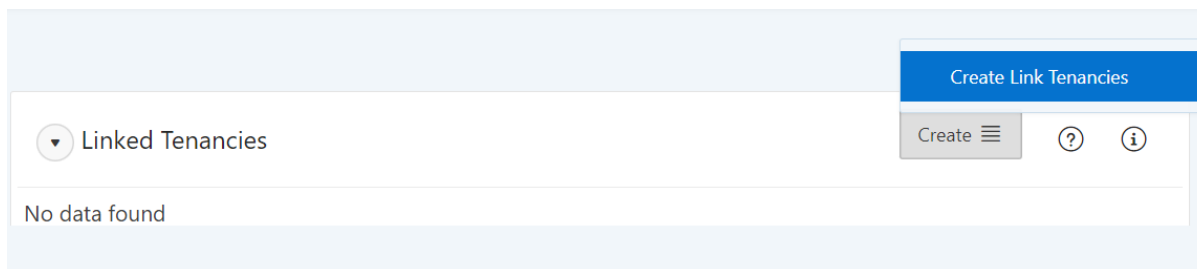 Create Link Tenancies
Linked Tenancies
Create
No data found